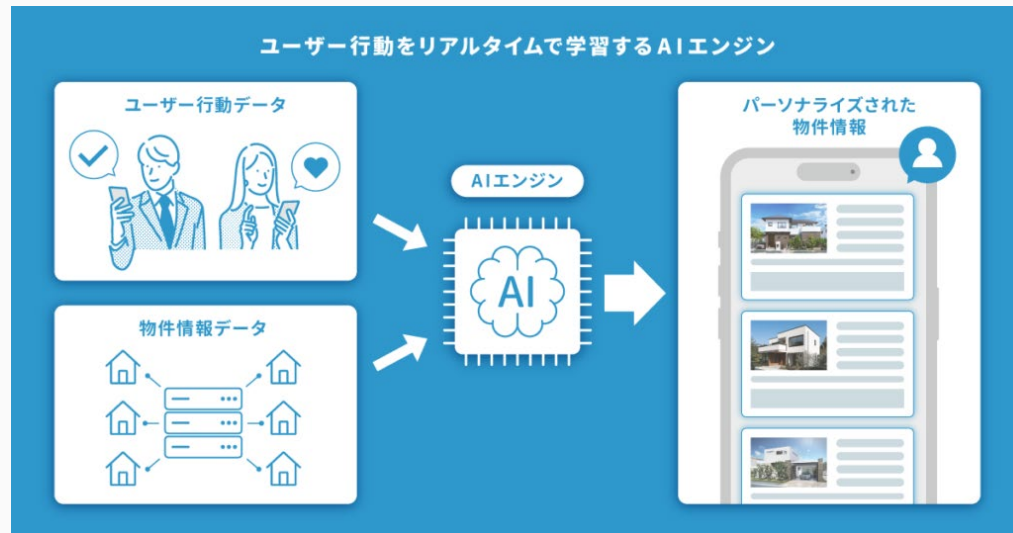 ユーザー行動をリアルタイムで学習するAIエンジン
ユーザー行動データ
物件情報データ
AIエンジン
AI
パーソナライズされた
物件情報